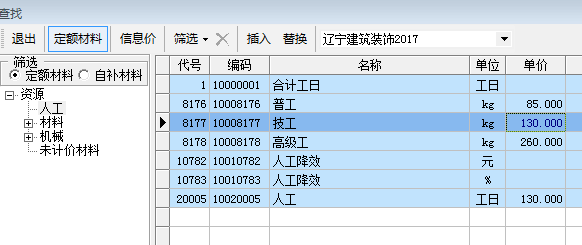 查找
退出 定额材料 信息价 筛选 插入 替换 辽宁建筑装饰2017
筛选
定额材料 自补材料
资源
人工
材料
机械
未计价材料
代号 编码 名称 单位 单价
1 10000001 合计工日 工日
8176 10008176 普工 kg 85.000
8177 10008177 技工 kg 130.000
8178 10008178 高级工 kg 260.000
10782 10010782 人工降效 元
10783 10010783 人工降效 %
20005 10020005 人工 工日 130.000